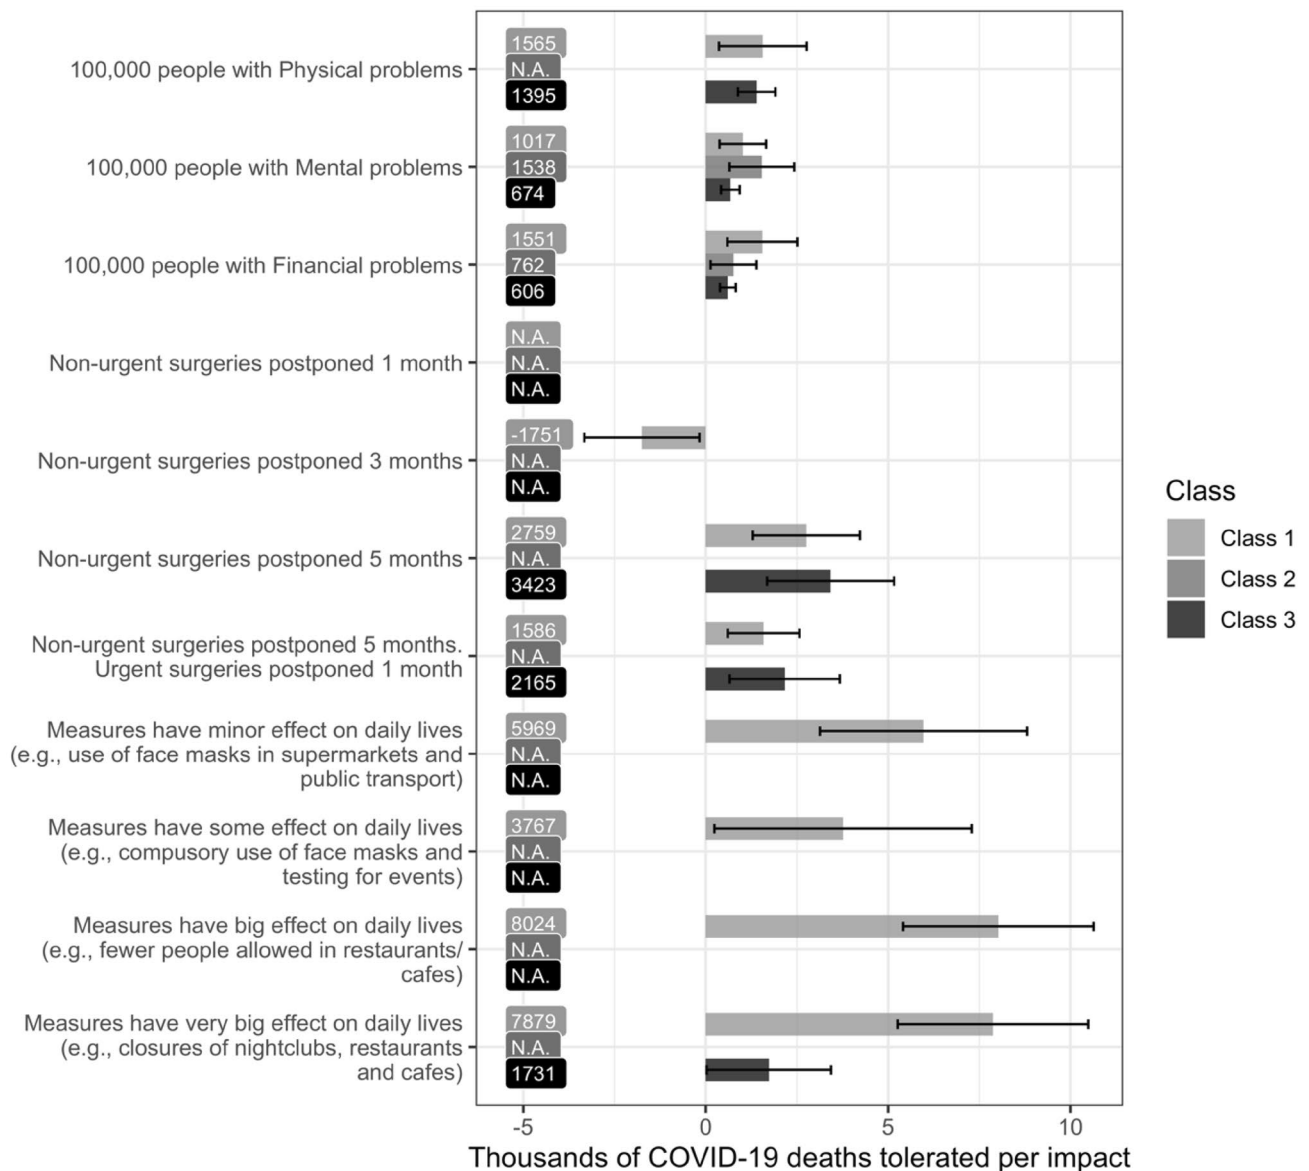 1565
100,000 people with Physical problems
N.A.
1395
1017
100,000 people with Mental problems
1538
674
1551
100,000 people with Financial problems
762
606
N.A.
Non-urgent surgeries postponed 1 month
N.A.
N.A.
-1751
Non-urgent surgeries postponed 3 months
N.A.
N.A.
2759
Non-urgent surgeries postponed 5 months
N.A.
3423
1586
Non-urgent surgeries postponed 5 months.
Urgent surgeries postponed 1 month
N.A.
2165
5969
Measures have minor effect on daily lives
(e.g., use of face masks in supermarkets and
public transport)
N.A.
N.A.
3767
Measures have some effect on daily lives
(e.g., compusory use of face masks and
testing for events)
N.A.
N.A.
8024
Measures have big effect on daily lives
(e.g., fewer people allowed in restaurants/
cafes)
N.A.
N.A.
7879
Measures have very big effect on daily lives
(e.g., closures of nightclubs, restaurants
and cafes)
N.A.
1731
-5 0 5 10
Thousands of COVID-19 deaths tolerated per impact
Class
Class 1
Class 2
Class 3